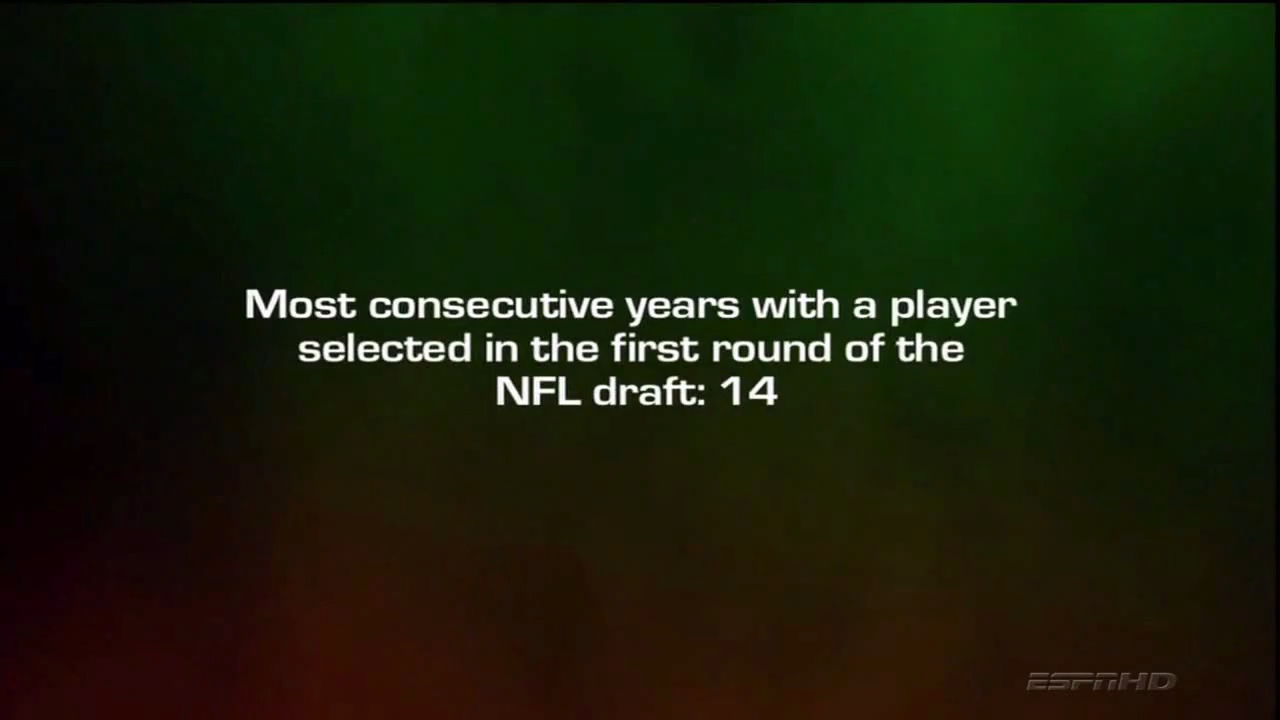 Most consecutive years with a player
selected in the first round of the
NFL draft: 14
ESPNHD